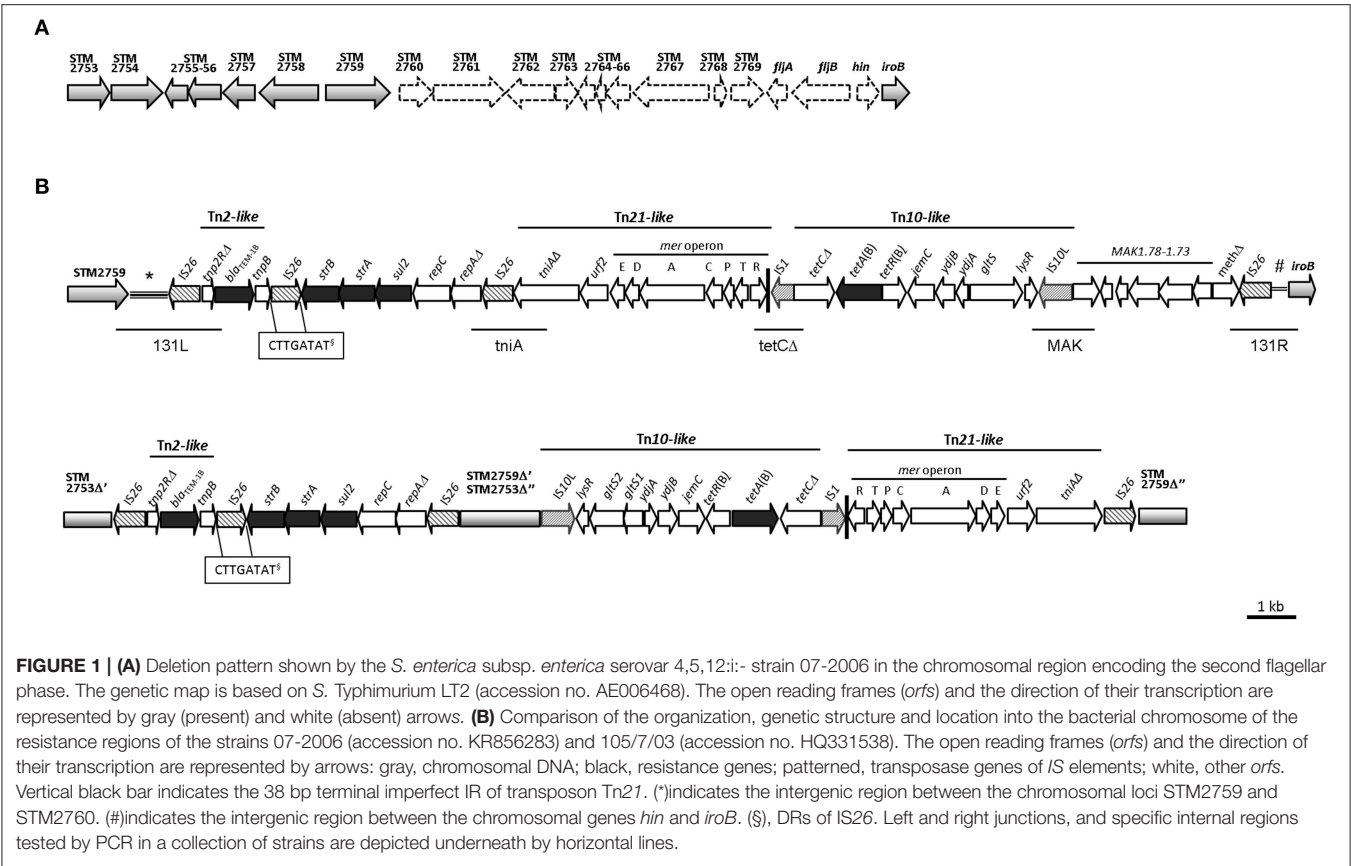 A
STM 2753 STM 2754 STM 2755-56 STM 2757 STM 2758 STM 2759 STM 2760 STM 2761 STM 2762 STM 2763 STM 2764-66 STM 2767 STM 2768 STM 2769 fljA fljB hin iroB
B
Tn2-like Tn21-like Tn10-like
mer operon MAK1.78-1.73
STM2759 * IS26 tnp2RΔ blaTEM-1B tnpB IS26 strB strA sul2 repC repAΔ IS26 tniAΔ urf2 E D A C P T R IS1 tetCΔ tetA(B) tetR(B) jemC ydjB ydjA gltS lysR IS10L methΔ IS26 # iroB
131L CTTGATAT§ tniA tetCΔ MAK 131R
Tn2-like Tn10-like Tn21-like
mer operon
STM 2753Δ' IS26 tnp2RΔ blaTEM-1B tnpB IS26 strB strA sul2 repC repAΔ IS26 STM2759Δ' STM2753Δ" IS10L lysR gltS2 gltS1 ydjA ydjB jemC tetR(B) tetA(B) tetCΔ IS1 R T P C A D E urf2 tniAΔ IS26 STM 2759Δ"
CTTGATAT§
1 kb
FIGURE 1 | (A) Deletion pattern shown by the S. enterica subsp. enterica serovar 4,5,12:i:- strain 07-2006 in the chromosomal region encoding the second flagellar
phase. The genetic map is based on S. Typhimurium LT2 (accession no. AE006468). The open reading frames (orfs) and the direction of their transcription are
represented by gray (present) and white (absent) arrows. (B) Comparison of the organization, genetic structure and location into the bacterial chromosome of the
resistance regions of the strains 07-2006 (accession no. KR856283) and 105/7/03 (accession no. HQ331538). The open reading frames (orfs) and the direction of
their transcription are represented by arrows: gray, chromosomal DNA; black, resistance genes; patterned, transposase genes of IS elements; white, other orfs.
Vertical black bar indicates the 38 bp terminal imperfect IR of transposon Tn21. (*)indicates the intergenic region between the chromosomal loci STM2759 and
STM2760. (#)indicates the intergenic region between the chromosomal genes hin and iroB. (§), DRs of IS26. Left and right junctions, and specific internal regions
tested by PCR in a collection of strains are depicted underneath by horizontal lines.